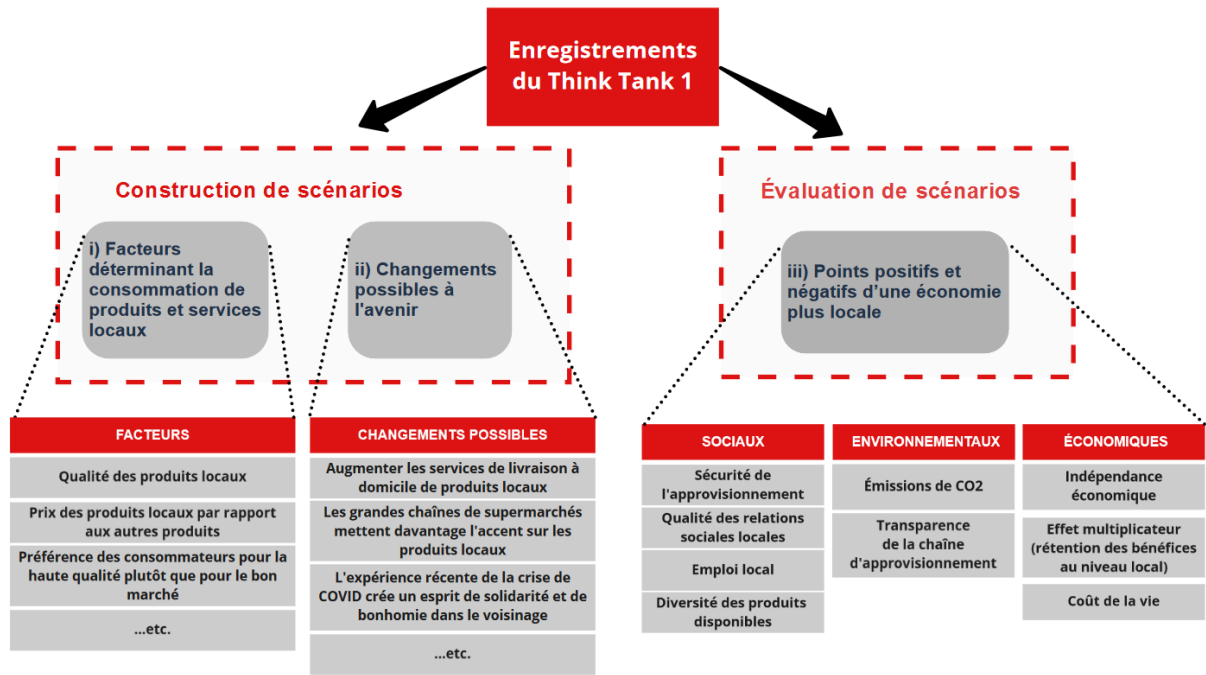 Enregistrements
du Think Tank 1
Construction de scénarios
i) Facteurs
déterminant la
consommation de
produits et services
locaux
ii) Changements
possibles à
l'avenir
Évaluation de scénarios
iii) Points positifs et
négatifs d'une économie
plus locale
FACTEURS
Qualité des produits locaux
Prix des produits locaux par rapport
aux autres produits
Préférence des consommateurs pour la
haute qualité plutôt que pour le bon
marché
...etc.
CHANGEMENTS POSSIBLES
Augmenter les services de livraison à
domicile de produits locaux
Les grandes chaînes de supermarchés
mettent davantage l'accent sur les
produits locaux
L'expérience récente de la crise de
COVID crée un esprit de solidarité et de
bonhomie dans le voisinage
...etc.
SOCIAUX
Sécurité de
l'approvisionnement
Qualité des relations
sociales locales
Emploi local
Diversité des produits
disponibles
ENVIRONNEMENTAUX
Émissions de CO2
Transparence
de la chaîne
d'approvisionnement
ÉCONOMIQUES
Indépendance
économique
Effet multiplicateur
(rétention des bénéfices
au niveau local)
Coût de la vie